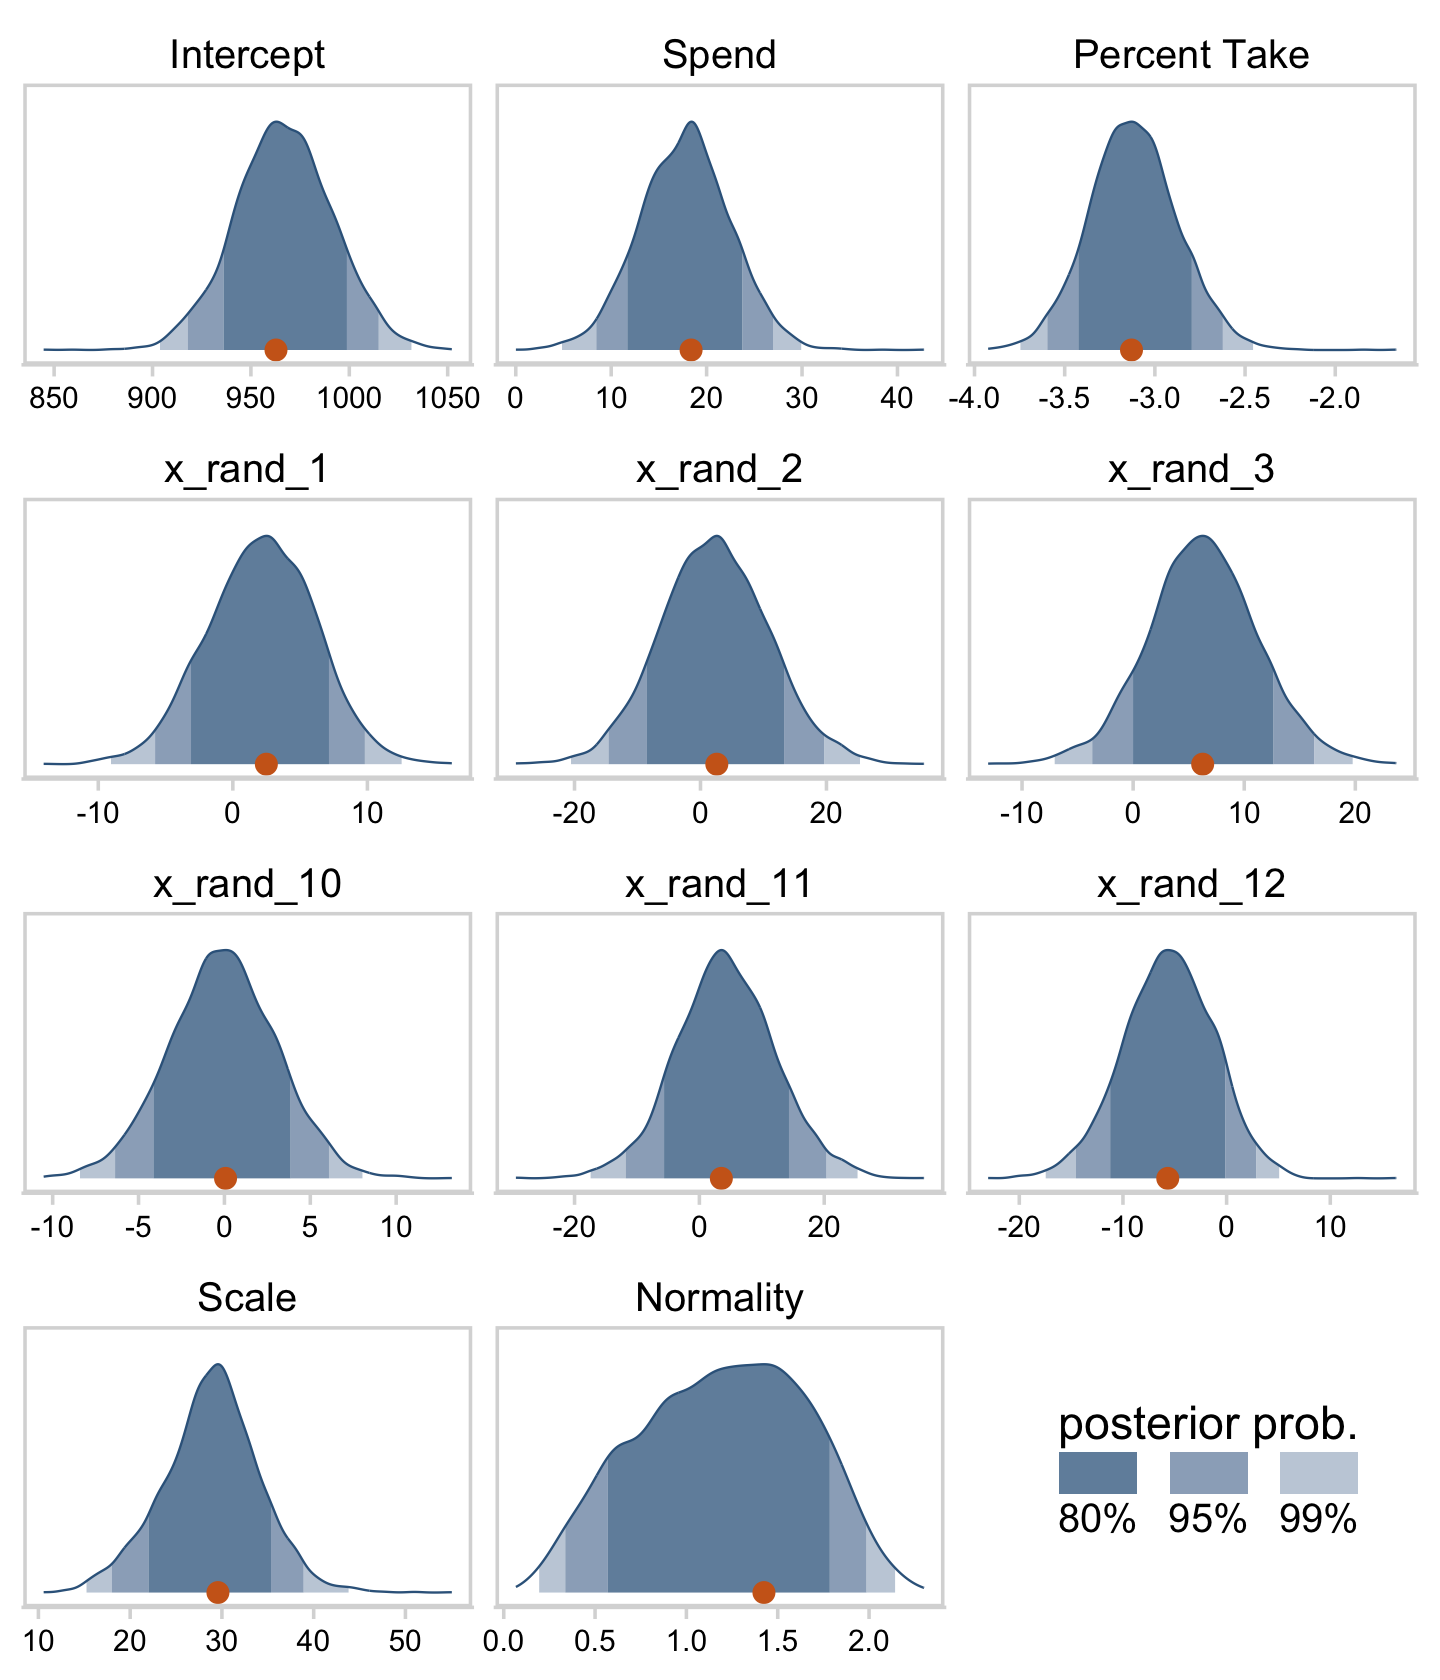 Intercept Spend Percent Take
850 900 950 1000 1050 0 10 20 30 40 -4.0 -3.5 -3.0 -2.5 -2.0
x_rand_1 x_rand_2 x_rand_3
-10 0 10 -20 0 20 -10 0 10 20
x_rand_10 x_rand_11 x_rand_12
-10 -5 0 5 10 -20 0 20 -20 -10 0 10
Scale Normality
posterior prob.
80% 95% 99%
10 20 30 40 50 0.0 0.5 1.0 1.5 2.0